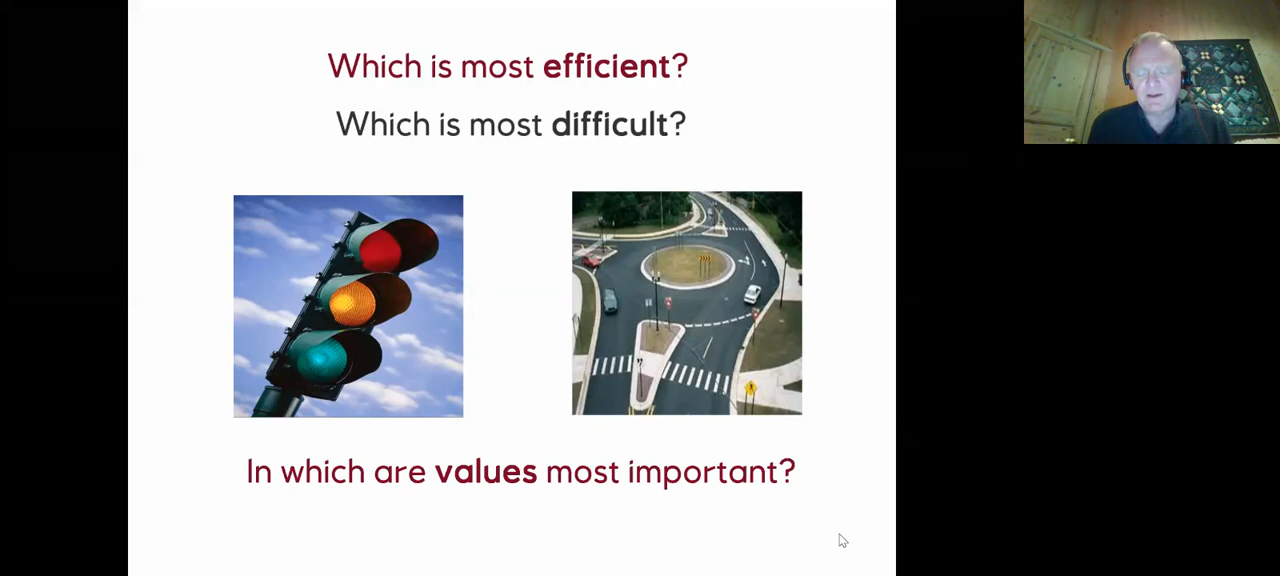 Which is most efficient?
Which is most difficult?
In which are values most important?